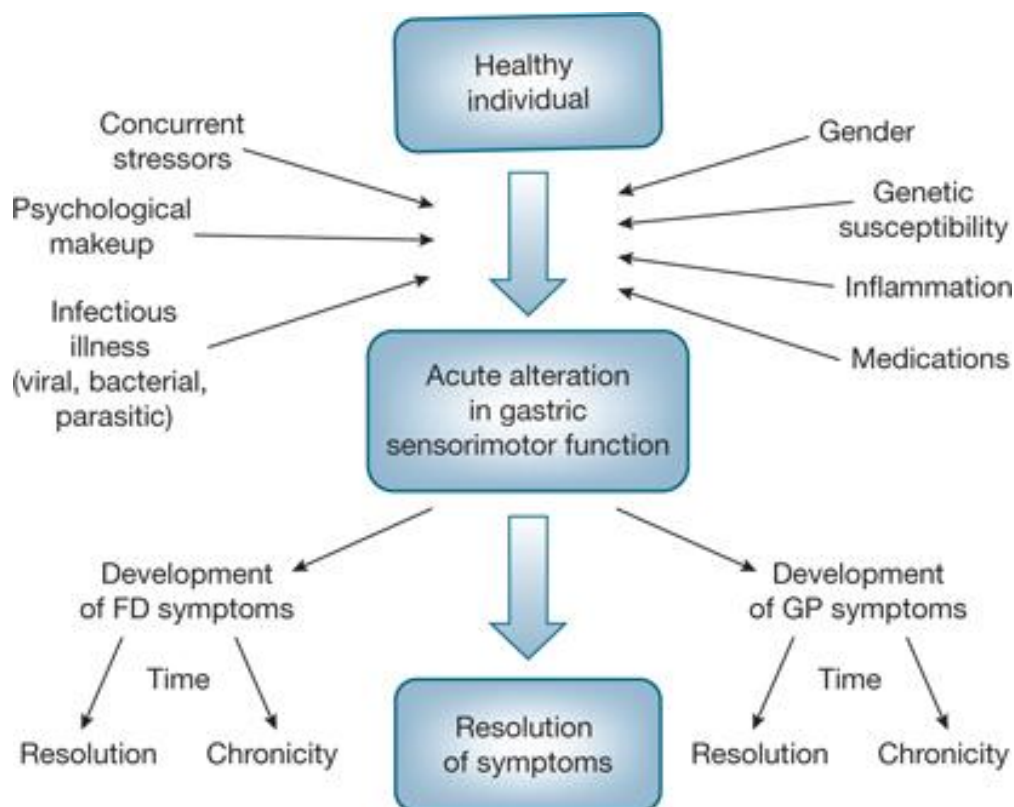 Healthy
individual
Concurrent
stressors
Psychological
makeup
Infectious
illness
(viral, bacterial,
parasitic)
Gender
Genetic
susceptibility
Inflammation
Medications
Acute alteration
in gastric
sensorimotor function
Development
of FD symptoms
Time
Resolution
Chronicity
Resolution
of symptoms
Development
of GP symptoms
Time
Resolution
Chronicity